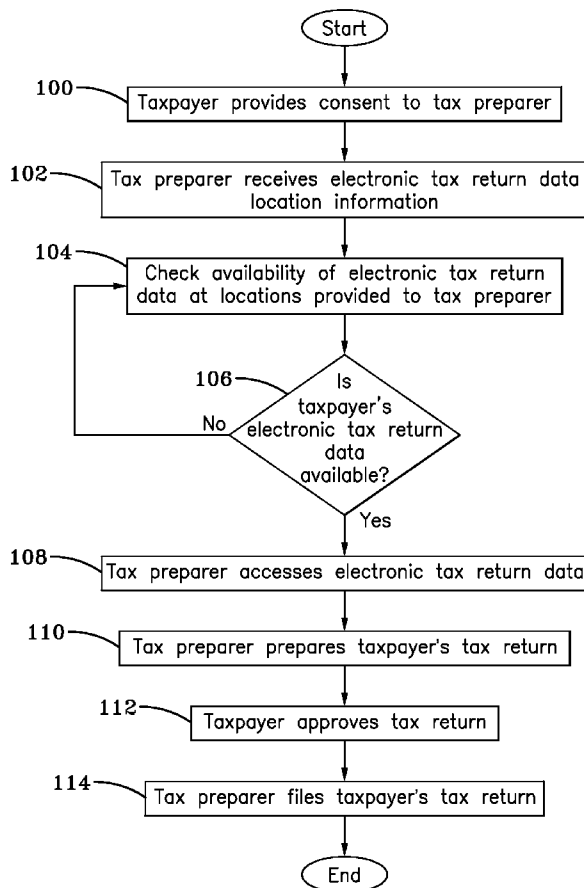 Start
100
Taxpayer provides consent to tax preparer
102
Tax preparer receives electronic tax return data
location information
104
Check availability of electronic tax return
data at locations provided to tax preparer
106
Is
taxpayer's
electronic tax return
data
available?
No
Yes
108
Tax preparer accesses electronic tax return data
110
Tax preparer prepares taxpayer's tax return
112
Taxpayer approves tax return
114
Tax preparer files taxpayer's tax return
End